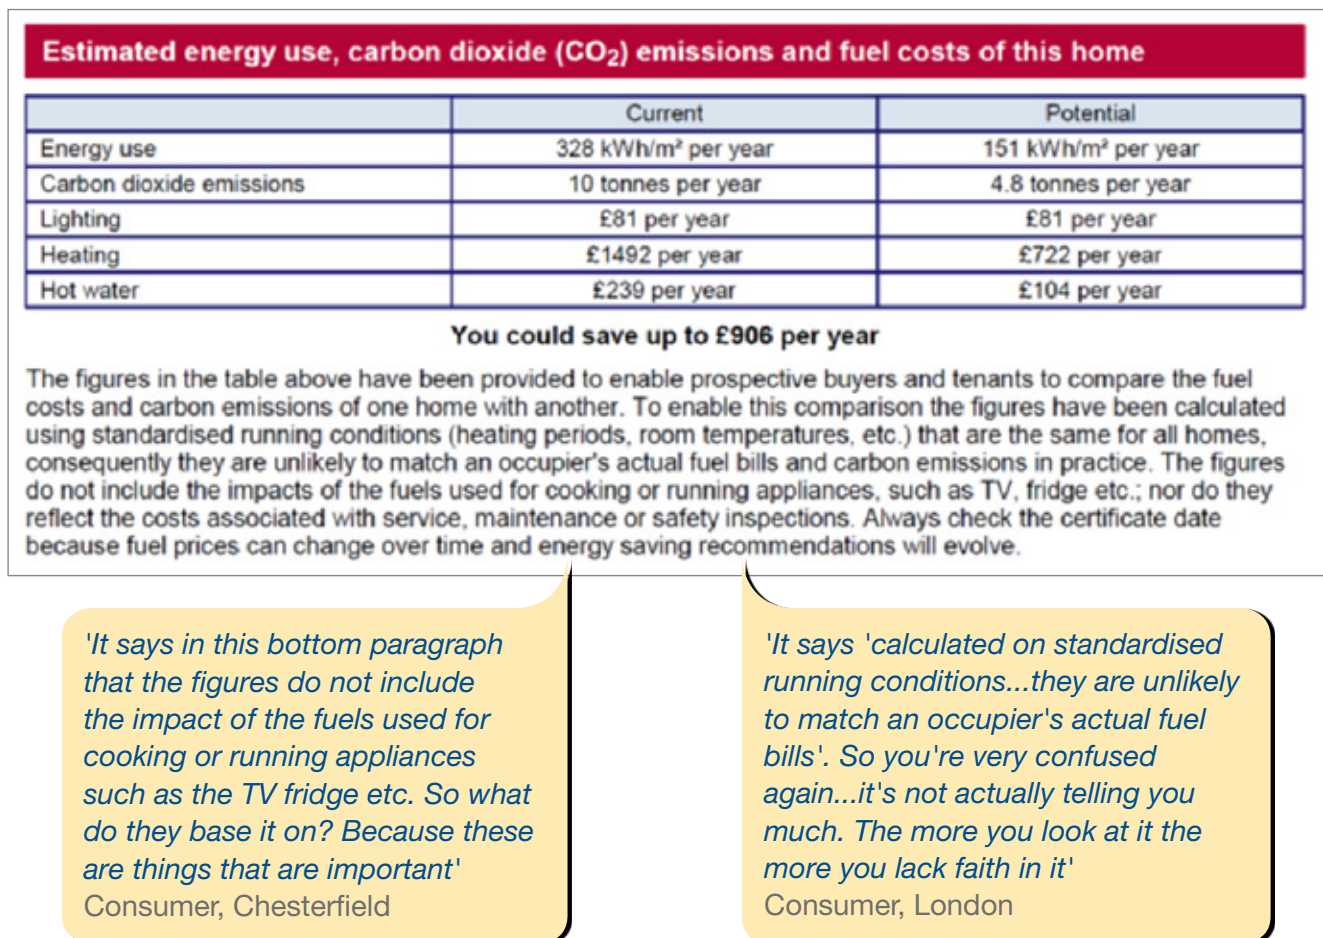 Estimated energy use, carbon dioxide (CO₂) emissions and fuel costs of this home
Current Potential
Energy use 328 kWh/m² per year 151 kWh/m² per year
Carbon dioxide emissions 10 tonnes per year 4.8 tonnes per year
Lighting £81 per year £81 per year
Heating £1492 per year £722 per year
Hot water £239 per year £104 per year
You could save up to £906 per year
The figures in the table above have been provided to enable prospective buyers and tenants to compare the fuel
costs and carbon emissions of one home with another. To enable this comparison the figures have been calculated
using standardised running conditions (heating periods, room temperatures, etc.) that are the same for all homes,
consequently they are unlikely to match an occupier's actual fuel bills and carbon emissions in practice. The figures
do not include the impacts of the fuels used for cooking or running appliances, such as TV, fridge etc.; nor do they
reflect the costs associated with service, maintenance or safety inspections. Always check the certificate date
because fuel prices can change over time and energy saving recommendations will evolve.
'It says in this bottom paragraph
that the figures do not include
the impact of the fuels used for
cooking or running appliances
such as the TV fridge etc. So what
do they base it on? Because these
are things that are important'
Consumer, Chesterfield
'It says 'calculated on standardised
running conditions...they are unlikely
to match an occupier's actual fuel
bills'. So you're very confused
again...it's not actually telling you
much. The more you look at it the
more you lack faith in it'
Consumer, London